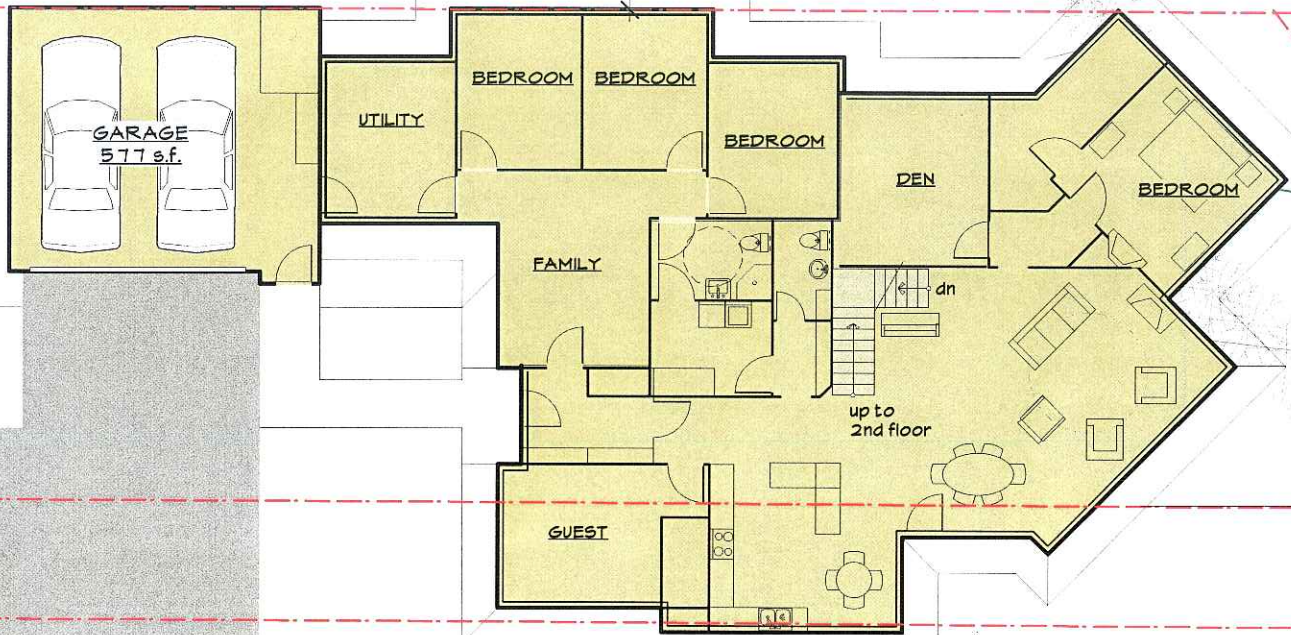 GARAGE
577 s.f.
UTILITY
BEDROOM
BEDROOM
BEDROOM
DEN
BEDROOM
FAMILY
dn
up to
2nd floor
GUEST